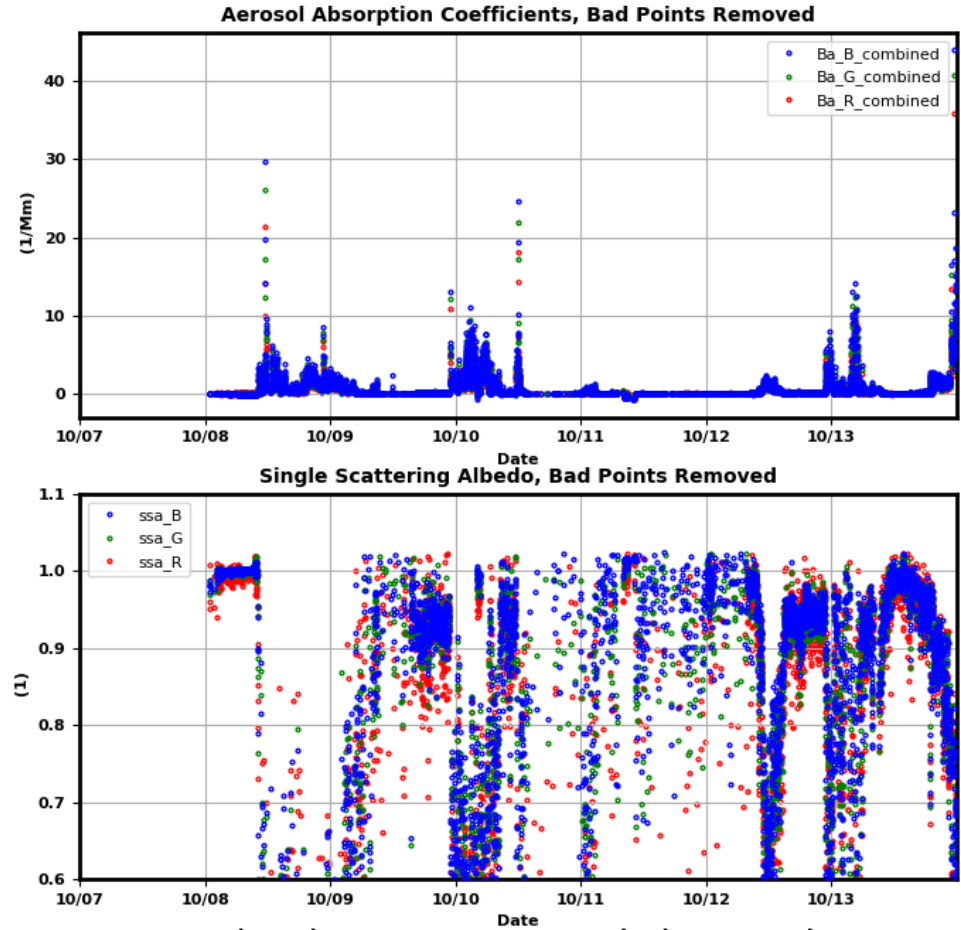 Aerosol Absorption Coefficients, Bad Points Removed
Ba_B_combined
Ba_G_combined
Ba_R_combined
40
30
20
10
0
(1/Mm)
10/07 10/08 10/09 10/10 10/11 10/12 10/13
Date
Single Scattering Albedo, Bad Points Removed
ssa_B
ssa_G
ssa_R
1.1
1.0
0.9
0.8
0.7
0.6
(1)
10/07 10/08 10/09 10/10 10/11 10/12 10/13
Date